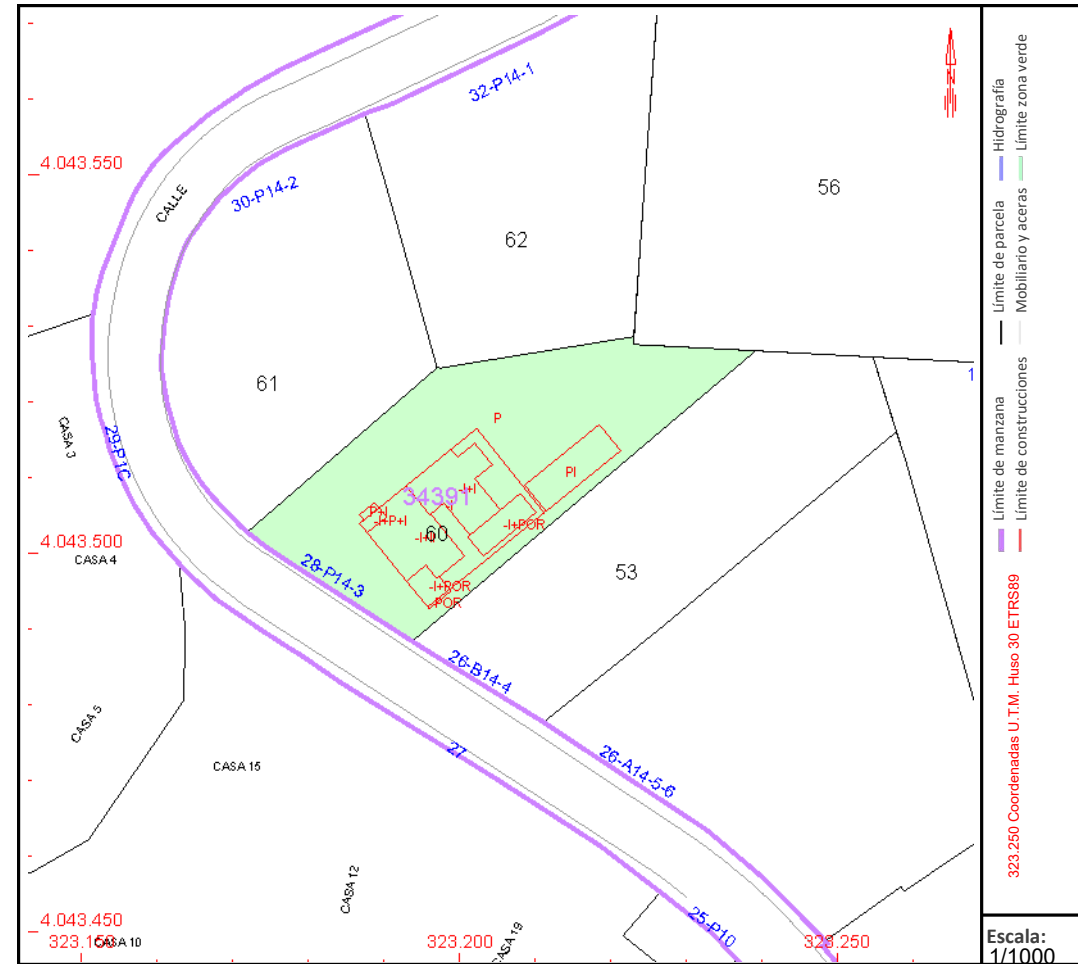 32-P14-1
4.043.550
30-P14-2
CALLE
56
62
61
1
CASA 3
29-P1C
P
PI
34391
-I+I
-I
P+I
-I+P+I
-I+POR
60
4.043.500
CASA 4
28-P14-3
53
-I+POR
POR
26-B14-4
CASA 5
27
CASA 15
26-A14-5-6
CASA 12
4.043.450
25-P10
CASA 10
323.200
CASA 19
323.250
N
Hidrografía
Límite zona verde
Límite de parcela
Mobiliario y aceras
Límite de manzana
Límite de construcciones
323.250 Coordenadas U.T.M. Huso 30 ETRS89
Escala:
1/1000